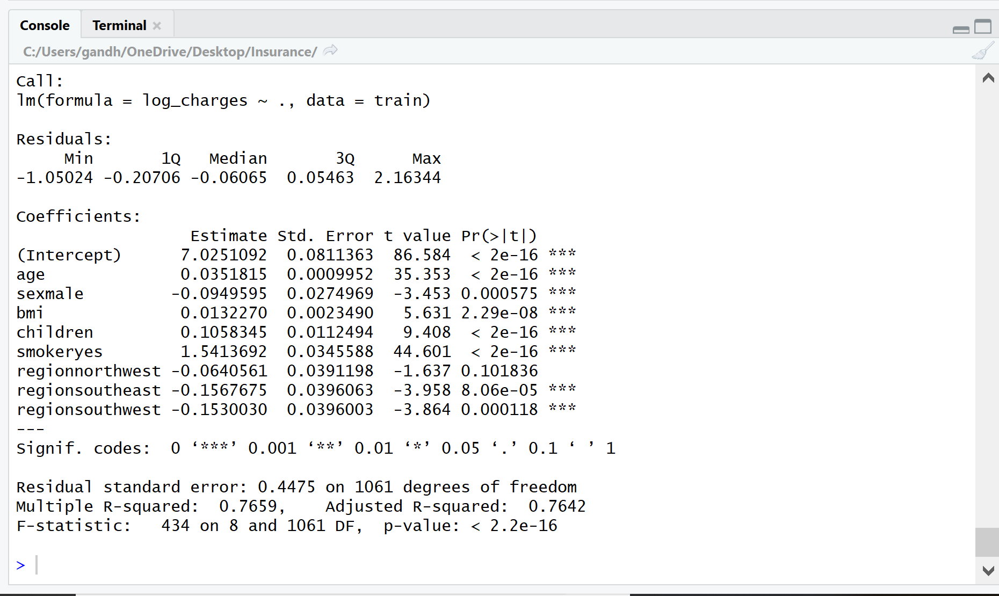 Console Terminal
C:/Users/gandh/OneDrive/Desktop/Insurance/
Call:
lm(formula = log_charges ~ ., data = train)
Residuals:
     Min       1Q   Median       3Q      Max
-1.05024 -0.20706 -0.06065  0.05463  2.16344
Coefficients:
                  Estimate Std. Error t value Pr(>|t|)
(Intercept)      7.0251092  0.0811363  86.584  < 2e-16 ***
age              0.0351815  0.0009952  35.353  < 2e-16 ***
sexmale         -0.0949595  0.0274969  -3.453 0.000575 ***
bmi              0.0132270  0.0023490   5.631 2.29e-08 ***
children         0.1058345  0.0112494   9.408  < 2e-16 ***
smokeryes        1.5413692  0.0345588  44.601  < 2e-16 ***
regionnorthwest -0.0640561  0.0391198  -1.637 0.101836
regionsoutheast -0.1567675  0.0396063  -3.958 8.06e-05 ***
regionsouthwest -0.1530030  0.0396003  -3.864 0.000118 ***
---
Signif. codes:  0 ‘***’ 0.001 ‘**’ 0.01 ‘*’ 0.05 ‘.’ 0.1 ‘ ’ 1
Residual standard error: 0.4475 on 1061 degrees of freedom
Multiple R-squared:  0.7659,    Adjusted R-squared:  0.7642
F-statistic:   434 on 8 and 1061 DF,  p-value: < 2.2e-16
>